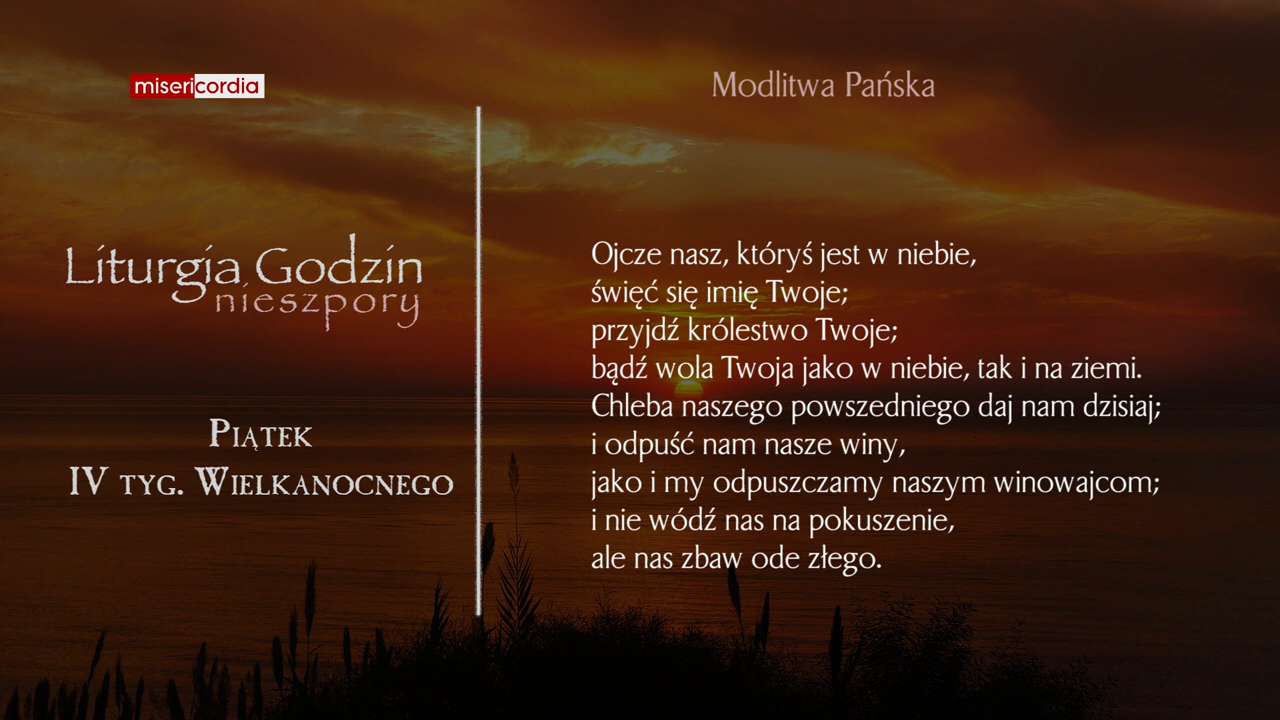 misericordia
Liturgia Godzin
nieszpory
Piątek
IV tyg. Wielkanocnego
Modlitwa Pańska
Ojcze nasz, któryś jest w niebie,
święć się imię Twoje;
przyjdź królestwo Twoje;
bądź wola Twoja jako w niebie, tak i na ziemi.
Chleba naszego powszedniego daj nam dzisiaj;
i odpuść nam nasze winy,
jako i my odpuszczamy naszym winowajcom;
i nie wódź nas na pokuszenie,
ale nas zbaw ode złego.